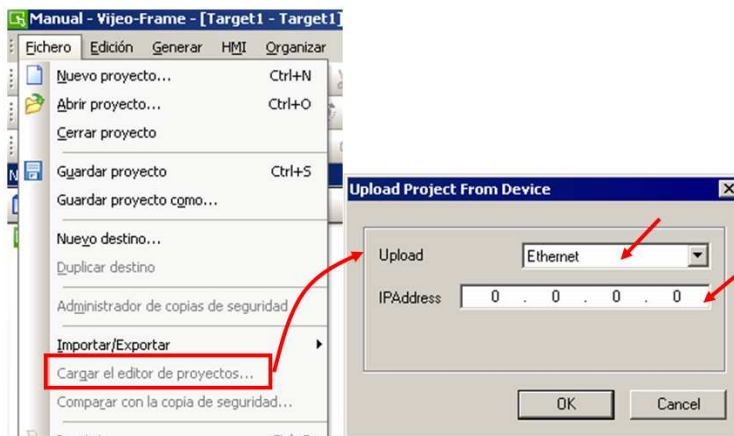 Manual - Vijeo-Frame - [Target1 - Target1]
Fichero Edición Generar HMI Organizar
Nuevo proyecto... Ctrl+N
Abrir proyecto... Ctrl+O
Cerrar proyecto
Guardar proyecto Ctrl+S
Guardar proyecto como...
Nuevo destino...
Duplicar destino
Administrador de copias de seguridad
Importar/Exportar
Cargar el editor de proyectos...
Comparar con la copia de seguridad...
Upload Project From Device
Upload Ethernet
IPAddress 0 . 0 . 0 . 0
OK Cancel